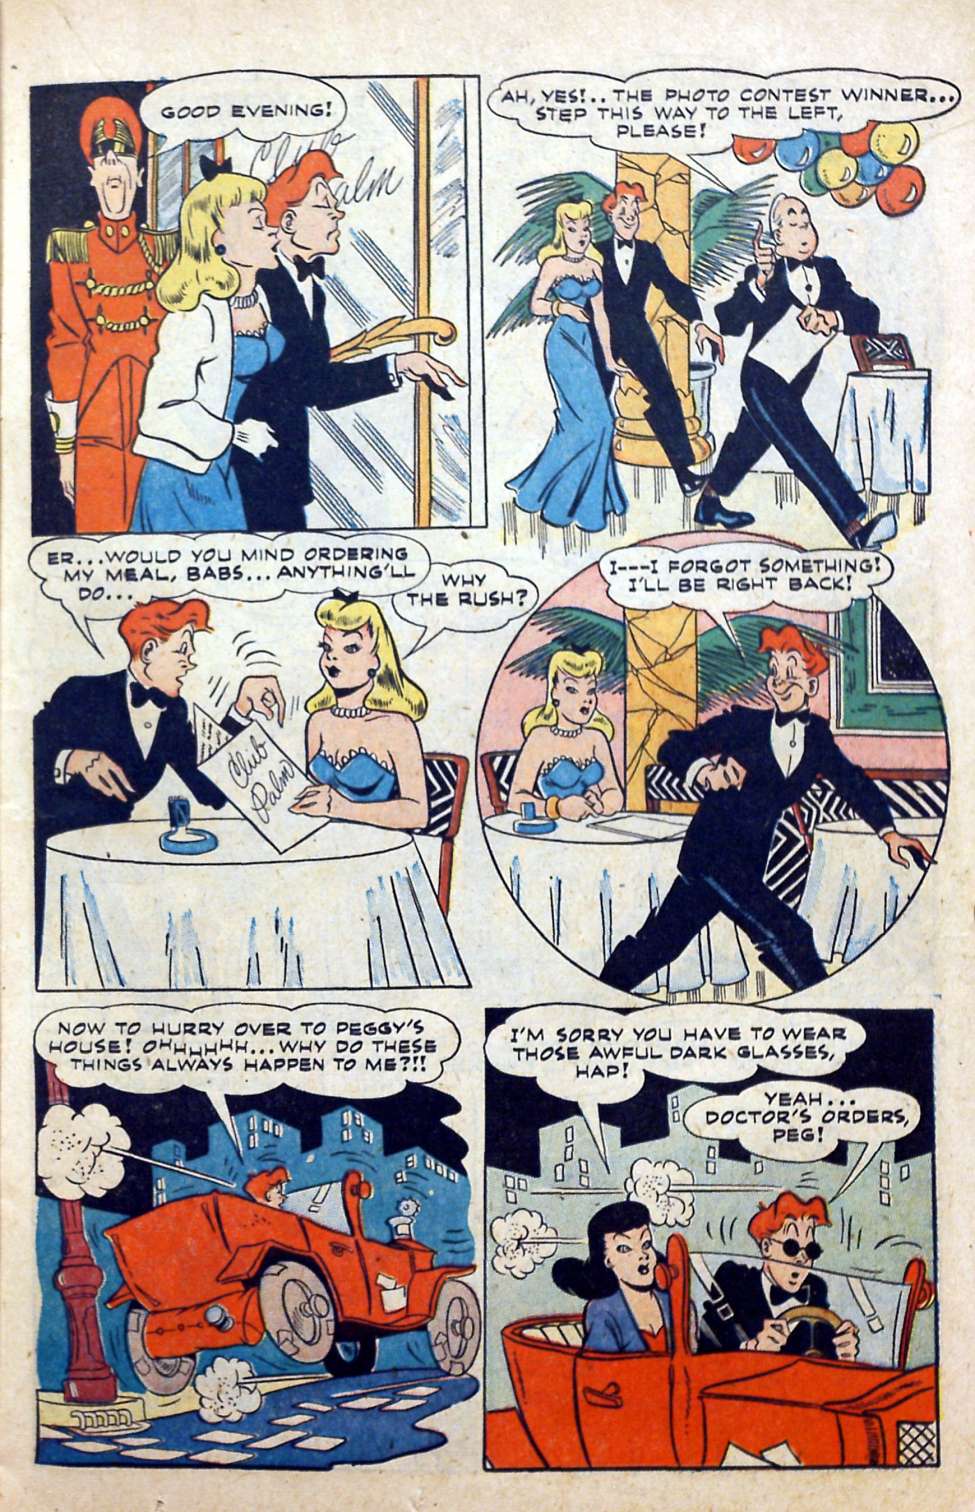 GOOD EVENING!
Club
Palm
AH, YES!.. THE PHOTO CONTEST WINNER...
STEP THIS WAY TO THE LEFT,
PLEASE!
ER...WOULD YOU MIND ORDERING
MY MEAL, BABS... ANYTHING'LL
DO...
WHY
THE RUSH?
Club
Palm
I---I FORGOT SOMETHING!
I'LL BE RIGHT BACK!
NOW TO HURRY OVER TO PEGGY'S
HOUSE! OHHHHHH...WHY DO THESE
THINGS ALWAYS HAPPEN TO ME?!!
I'M SORRY YOU HAVE TO WEAR
THOSE AWFUL DARK GLASSES,
HAP!
YEAH...
DOCTOR'S ORDERS,
PEG!